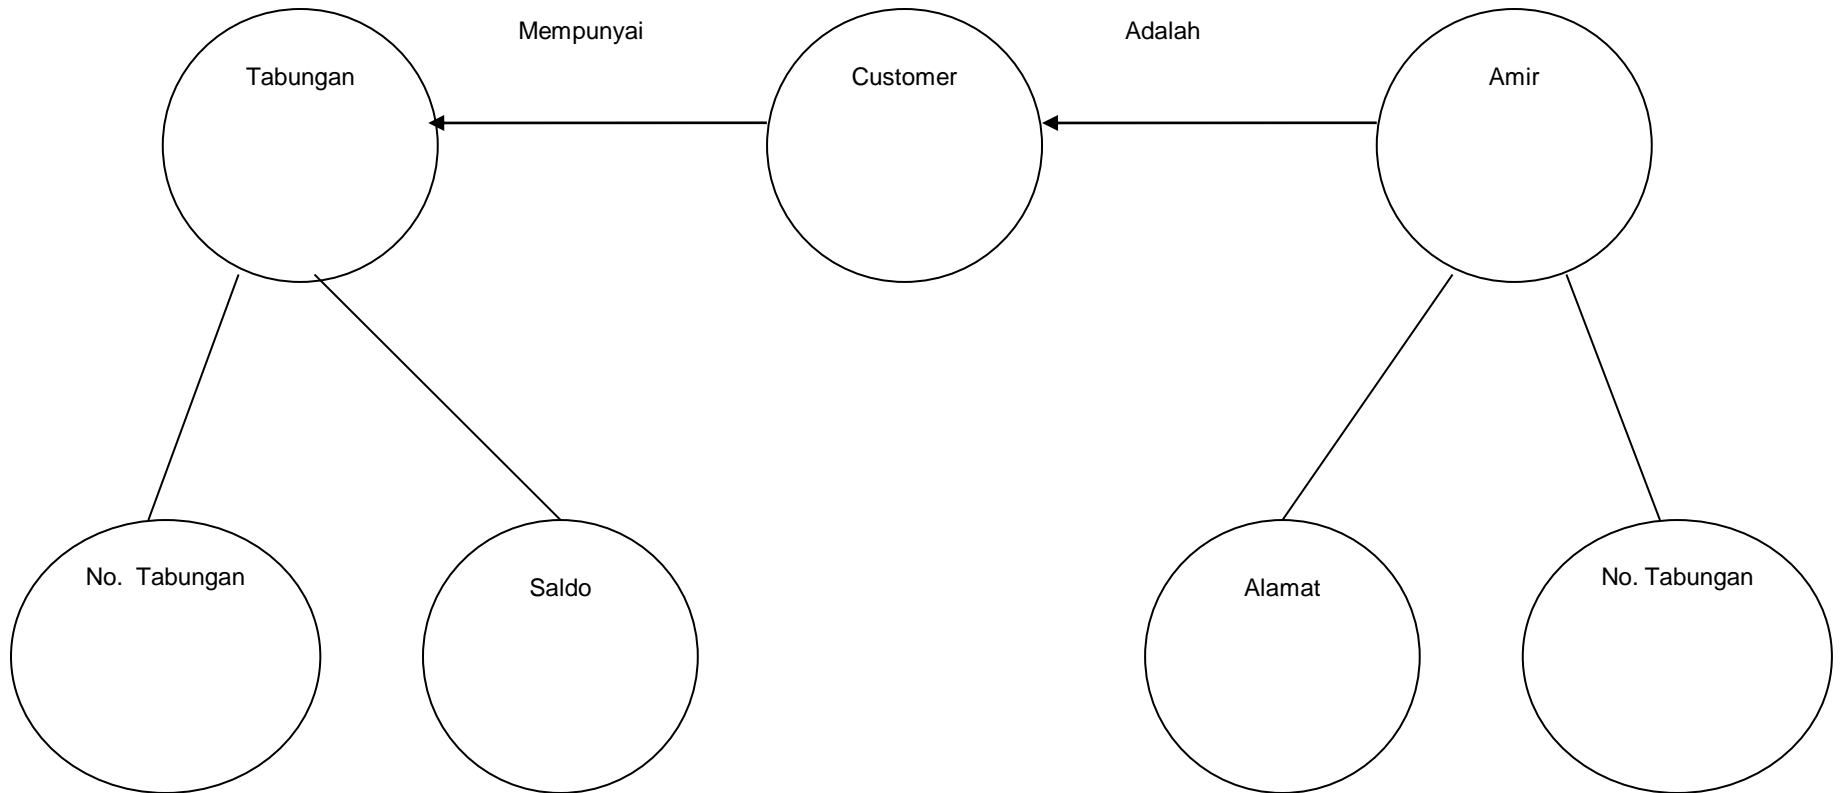 Mempunyai
Adalah
Tabungan
Customer
Amir
No. Tabungan
Saldo
Alamat
No. Tabungan